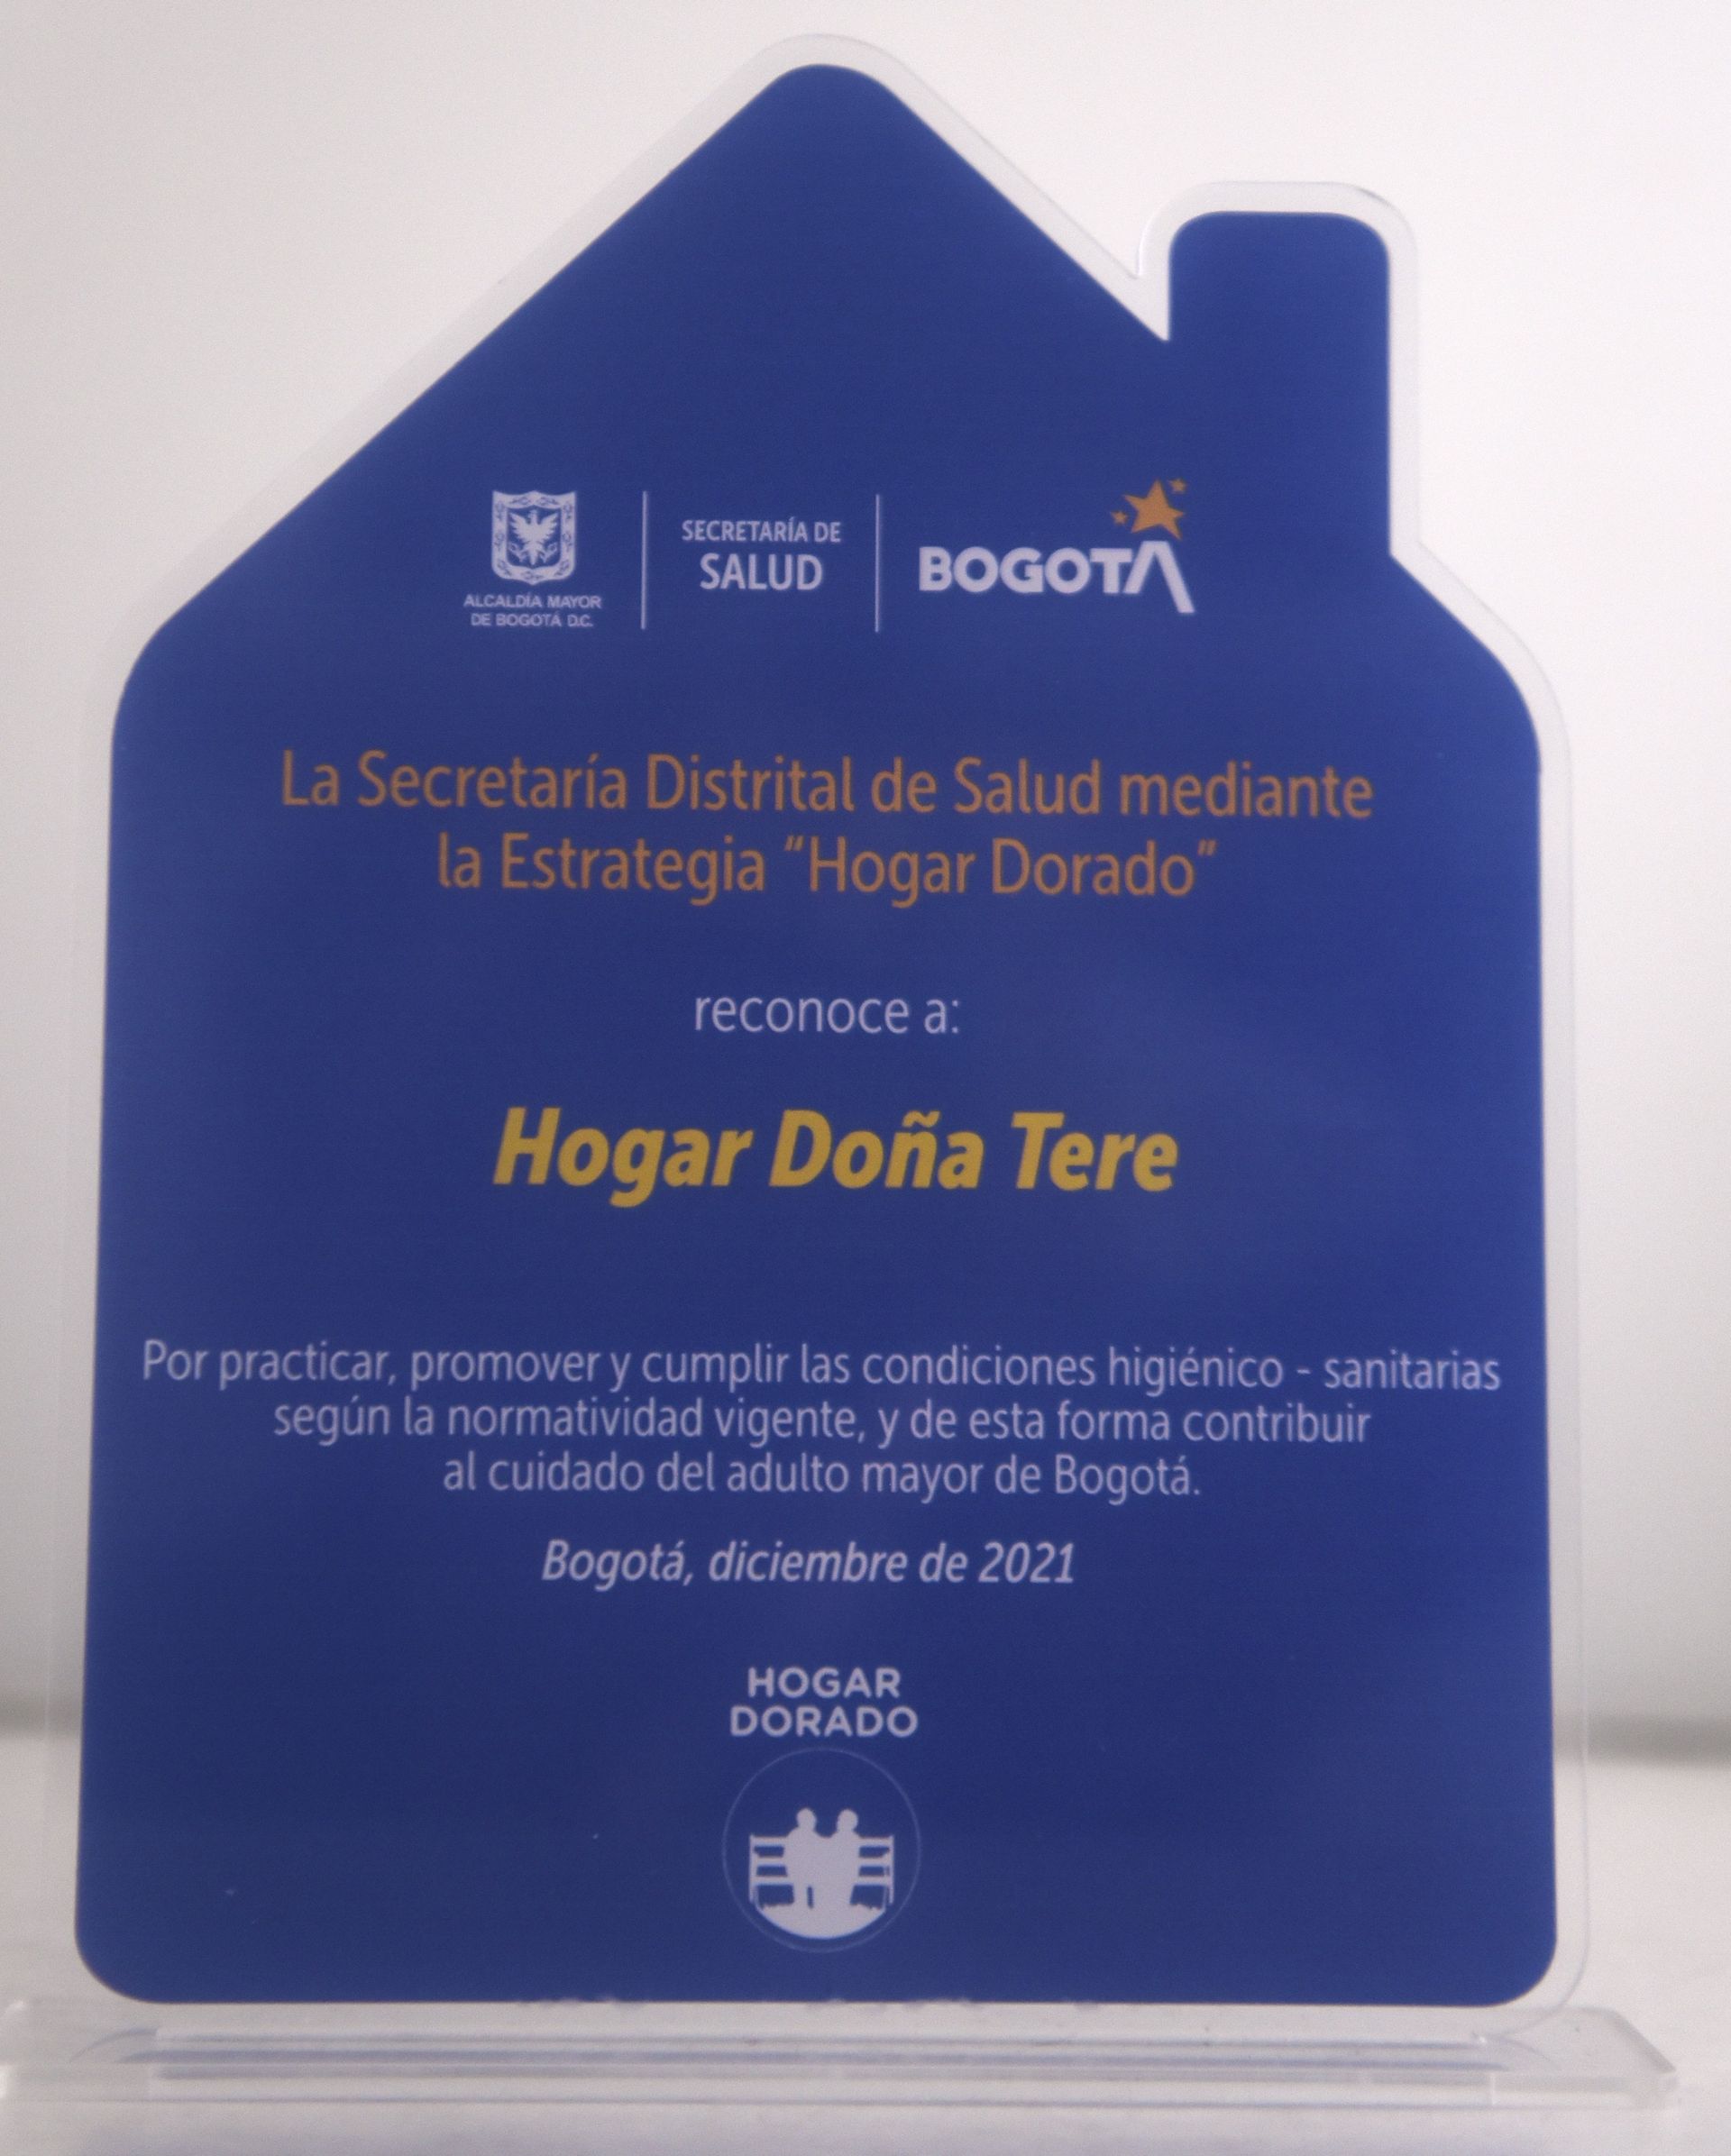 ALCALDÍA MAYOR
DE BOGOTÁ D.C.
SECRETARÍA DE
SALUD
BOGOTÁ
La Secretaría Distrital de Salud mediante
la Estrategia “Hogar Dorado”
reconoce a:
Hogar Doña Tere
Por practicar, promover y cumplir las condiciones higiénico - sanitarias
según la normatividad vigente, y de esta forma contribuir
al cuidado del adulto mayor de Bogotá.
Bogotá, diciembre de 2021
HOGAR
DORADO